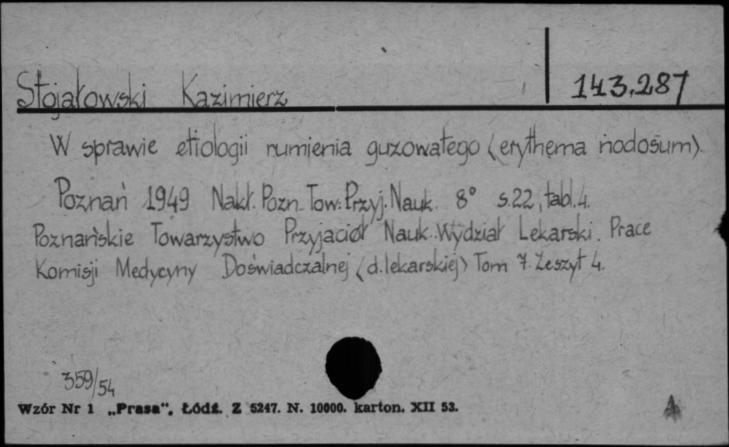 Stojałowski Kazimierz 143.287
W sprawie etiologii rumienia guzowatego (erythema nodosum).
Poznań 1949 Nakł. Pozn. Tow. Przyj. Nauk. 8° s.22, tabl.4.
Poznańskie Towarzystwo Przyjaciół Nauk. Wydział Lekarski. Prace
Komisji Medycyny Doświadczalnej (d. lekarskiej) Tom 7. Zeszyt 4.
359/54
Wzór Nr 1 „Prasa“. Łódź. Z 5247. N. 10000. karton. XII 53.